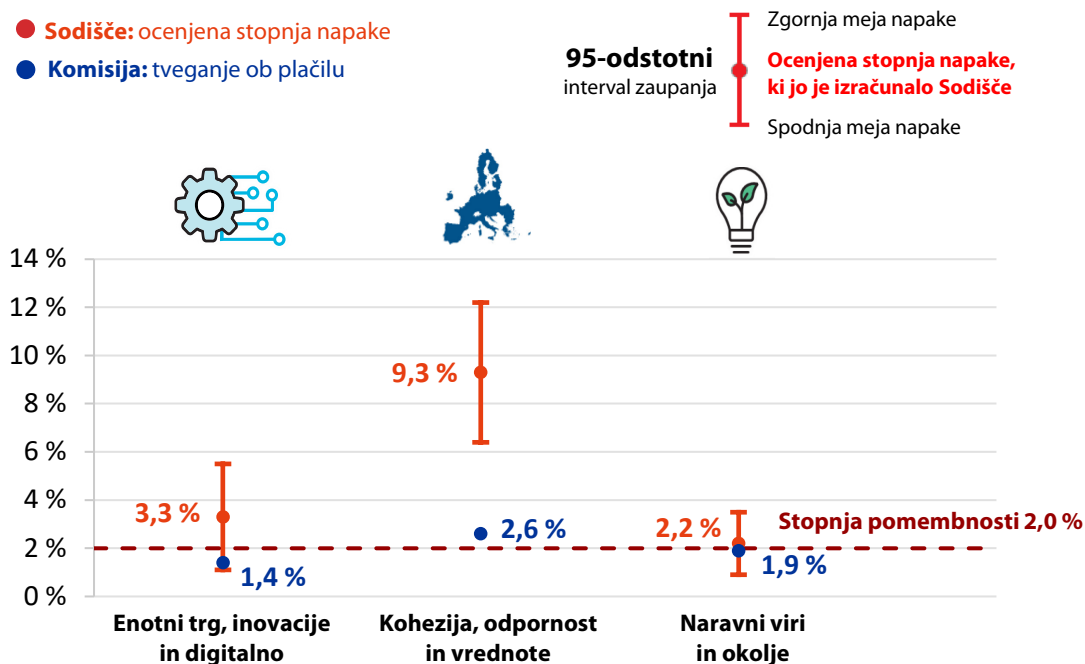 Sodišče: ocenjena stopnja napake
Komisija: tveganje ob plačilu
95-odstotni
interval zaupanja
Zgornja meja napake
Ocenjena stopnja napake,
ki jo je izračunalo Sodišče
Spodnja meja napake
14 %
12 %
10 %
8 %
6 %
4 %
2 %
0 %
9,3 %
3,3 %
2,6 %
2,2 %
Stopnja pomembnosti 2,0 %
1,4 %
1,9 %
Enotni trg, inovacije
in digitalno
Kohezija, odpornost
in vrednote
Naravni viri
in okolje